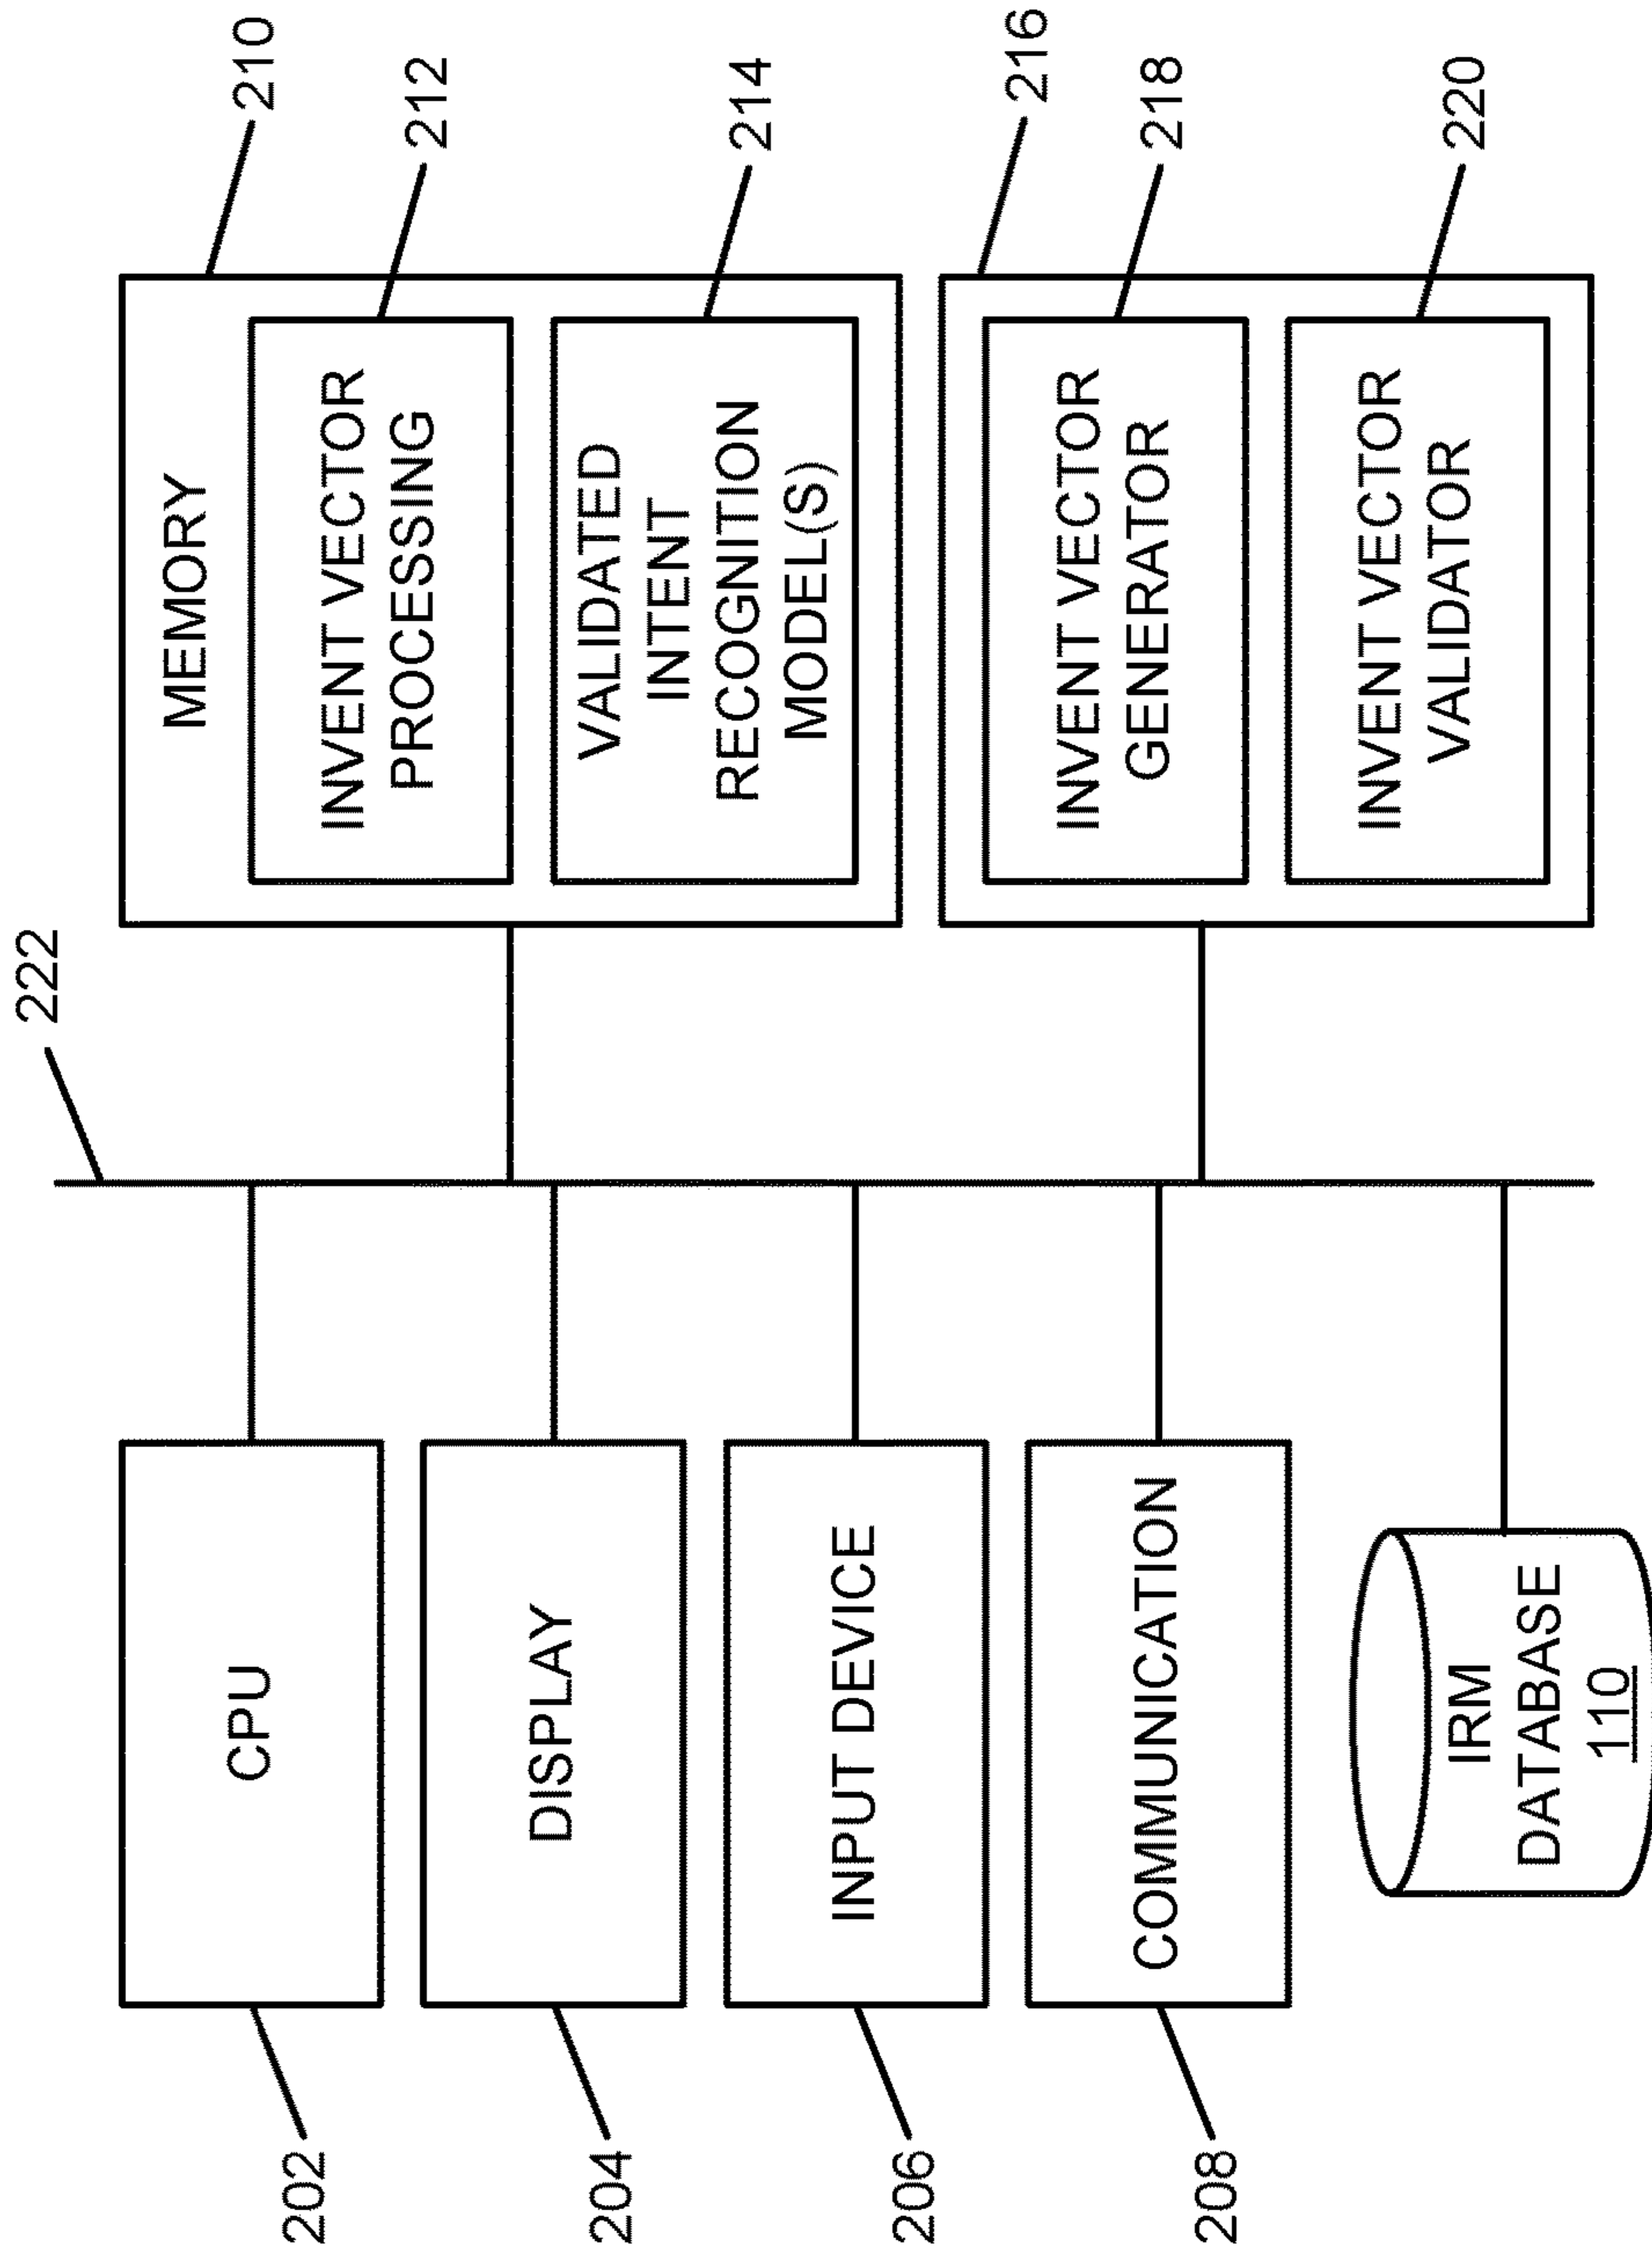 222
210
MEMORY
212
INVENT VECTOR
PROCESSING
214
VALIDATED
INTENT
RECOGNITION
MODEL(S)
216
218
INVENT VECTOR
GENERATOR
220
INVENT VECTOR
VALIDATOR
202
CPU
204
DISPLAY
206
INPUT DEVICE
208
COMMUNICATION
IRM
DATABASE
110